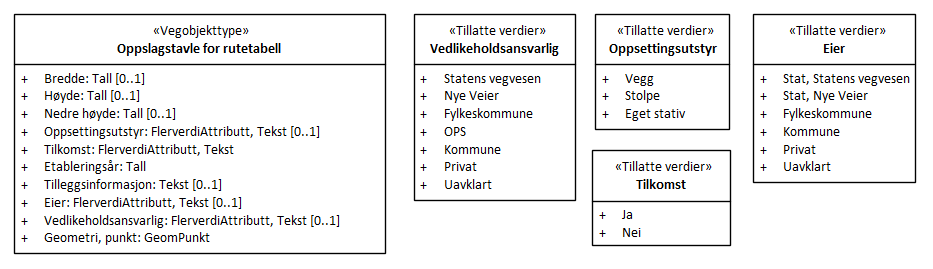 «Vegobjekttype»
Oppslagstavle for rutetabell
+ Bredde: Tall [0..1]
+ Høyde: Tall [0..1]
+ Nedre høyde: Tall [0..1]
+ Oppsettingsutstyr: FlerverdiAttributt, Tekst [0..1]
+ Tilkomst: FlerverdiAttributt, Tekst
+ Etableringsår: Tall
+ Tilleggsinformasjon: Tekst [0..1]
+ Eier: FlerverdiAttributt, Tekst [0..1]
+ Vedlikeholdsansvarlig: FlerverdiAttributt, Tekst [0..1]
+ Geometri, punkt: GeomPunkt
«Tillatte verdier»
Vedlikeholdsansvarlig
+ Statens vegvesen
+ Nye Veier
+ Fylkeskommune
+ OPS
+ Kommune
+ Privat
+ Uavklart
«Tillatte verdier»
Oppsettingsutstyr
+ Vegg
+ Stolpe
+ Eget stativ
«Tillatte verdier»
Tilkomst
+ Ja
+ Nei
«Tillatte verdier»
Eier
+ Stat, Statens vegvesen
+ Stat, Nye Veier
+ Fylkeskommune
+ Kommune
+ Privat
+ Uavklart